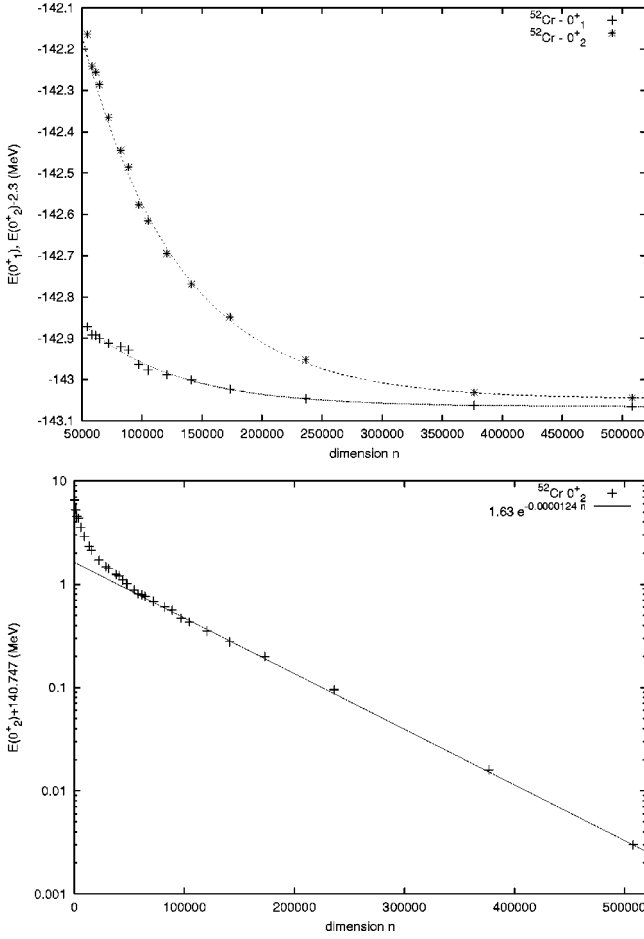 -142.1
-142.2
-142.3
-142.4
-142.5
-142.6
-142.7
-142.8
-142.9
-143
-143.1
E(0⁺₁), E(0⁺₂)-2.3 (MeV)
⁵²Cr - 0⁺₁
⁵²Cr - 0⁺₂
50000 100000 150000 200000 250000 300000 350000 400000 450000 500000
dimension n
10
1
0.1
0.01
0.001
E(0⁺₂)+140.747 (MeV)
⁵²Cr 0⁺₂
1.63 e⁻⁰·⁰⁰⁰⁰¹²⁴ ⁿ
0 100000 200000 300000 400000 500000
dimension n